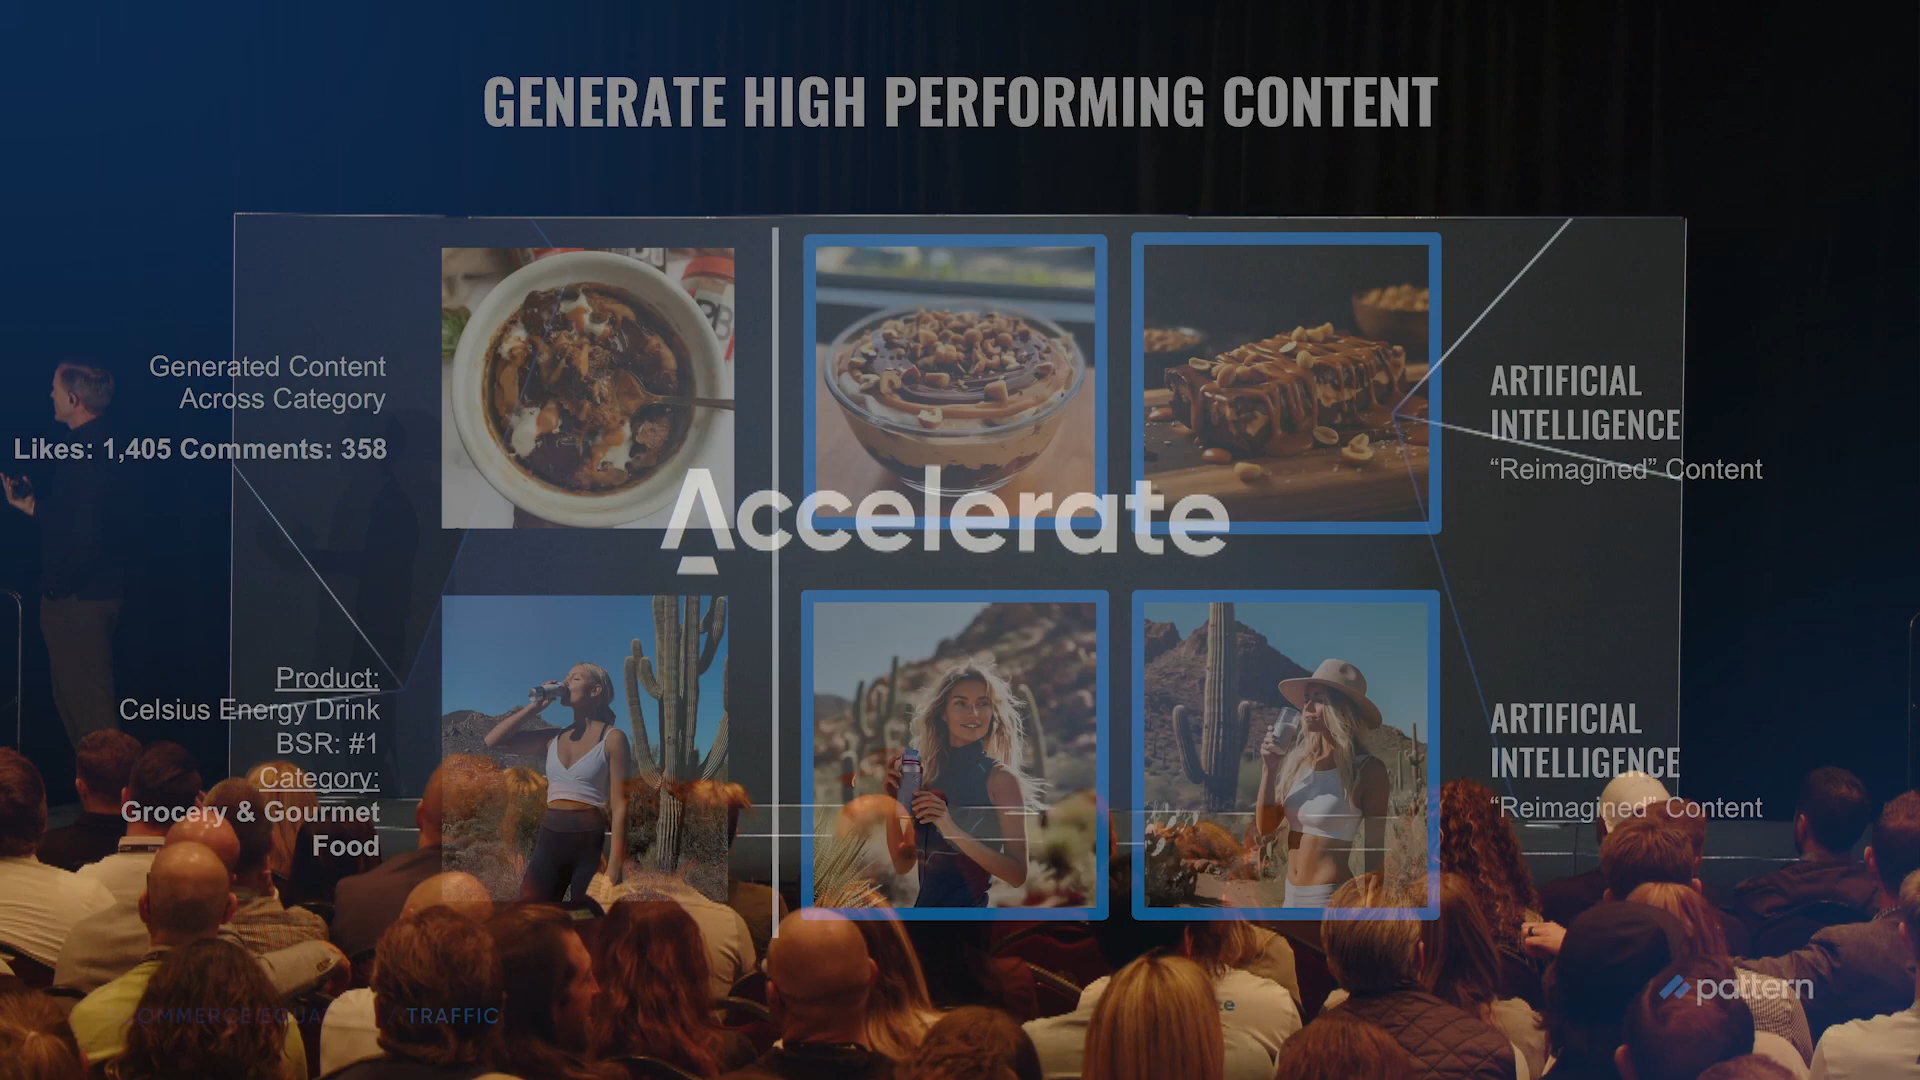 GENERATE HIGH PERFORMING CONTENT
Generated Content
Across Category
Likes: 1,405 Comments: 358
ARTIFICIAL
INTELLIGENCE
“Reimagined” Content
Accelerate
Product:
Celsius Energy Drink
BSR: #1
Category:
Grocery & Gourmet
Food
ARTIFICIAL
INTELLIGENCE
“Reimagined” Content
pattern
TRAFFIC